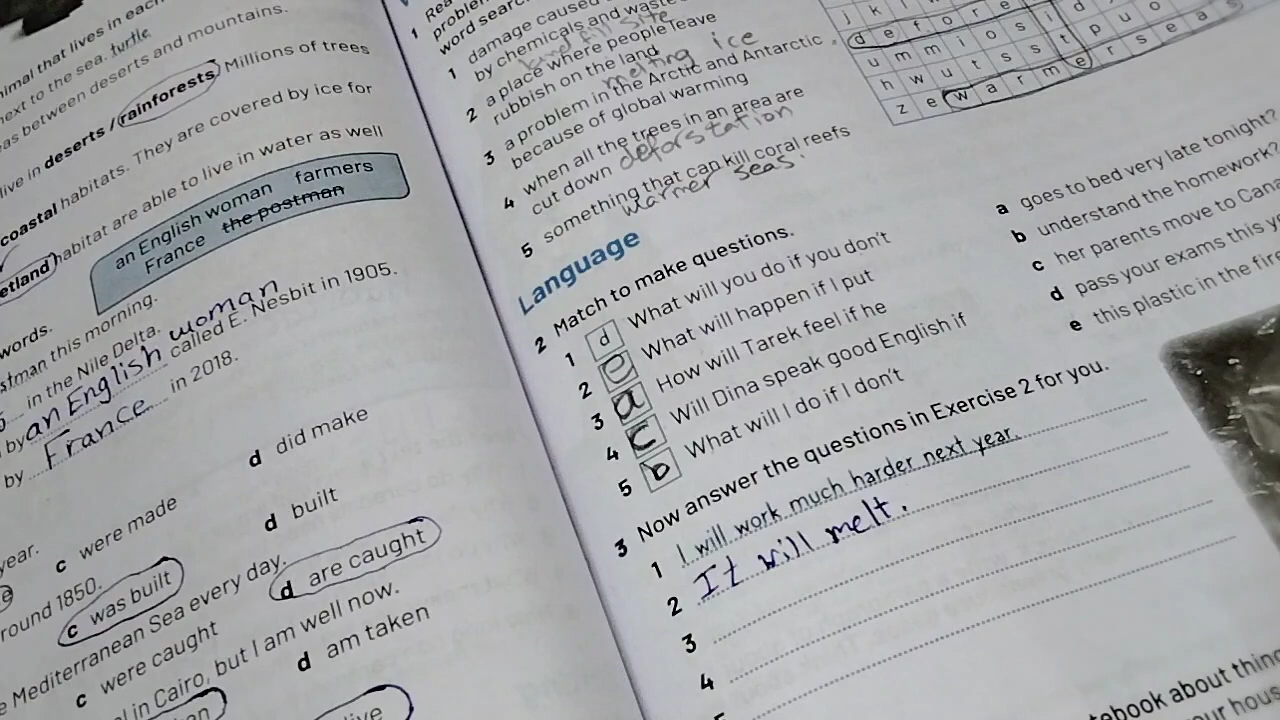 nimal that lives in each
next to the sea. turtle
as between deserts and mountains.
live in deserts / rainforests. Millions of trees
coastal habitats. They are covered by ice for
etland habitat are able to live in water as well
an English woman farmers
France the postman
words.
stman this morning.
in the Nile Delta.
by an English woman called E. Nesbit in 1905.
by France in 2018.
d did make
year.
c were made
d built
round 1850.
c was built
e Mediterranean Sea every day.
d are caught
c were caught
l in Cairo, but I am well now.
d am taken
1
word search
1 damage caused
by chemicals and waste
land fill site
2 a place where people leave
rubbish on the land
melting ice
3 a problem in the Arctic and Antarctic
because of global warming
4 when all the trees in an area are
cut down deforstation
5 something that can kill coral reefs
warmer seas.
j k l
d e f o r e s i d
u m m i o s t p u o
h w u t s s
z e w a r m e r s e a s
Language
2 Match to make questions.
1 d What will you do if you don't
2 e What will happen if I put
3 a How will Tarek feel if he
4 c Will Dina speak good English if
5 b What will I do if I don't
a goes to bed very late tonight?
b understand the homework?
c her parents move to Cana
d pass your exams this y
e this plastic in the fire
3 Now answer the questions in Exercise 2 for you.
1 I will work much harder next year.
2 It will melt.
3
4
tebook about thing
our hous